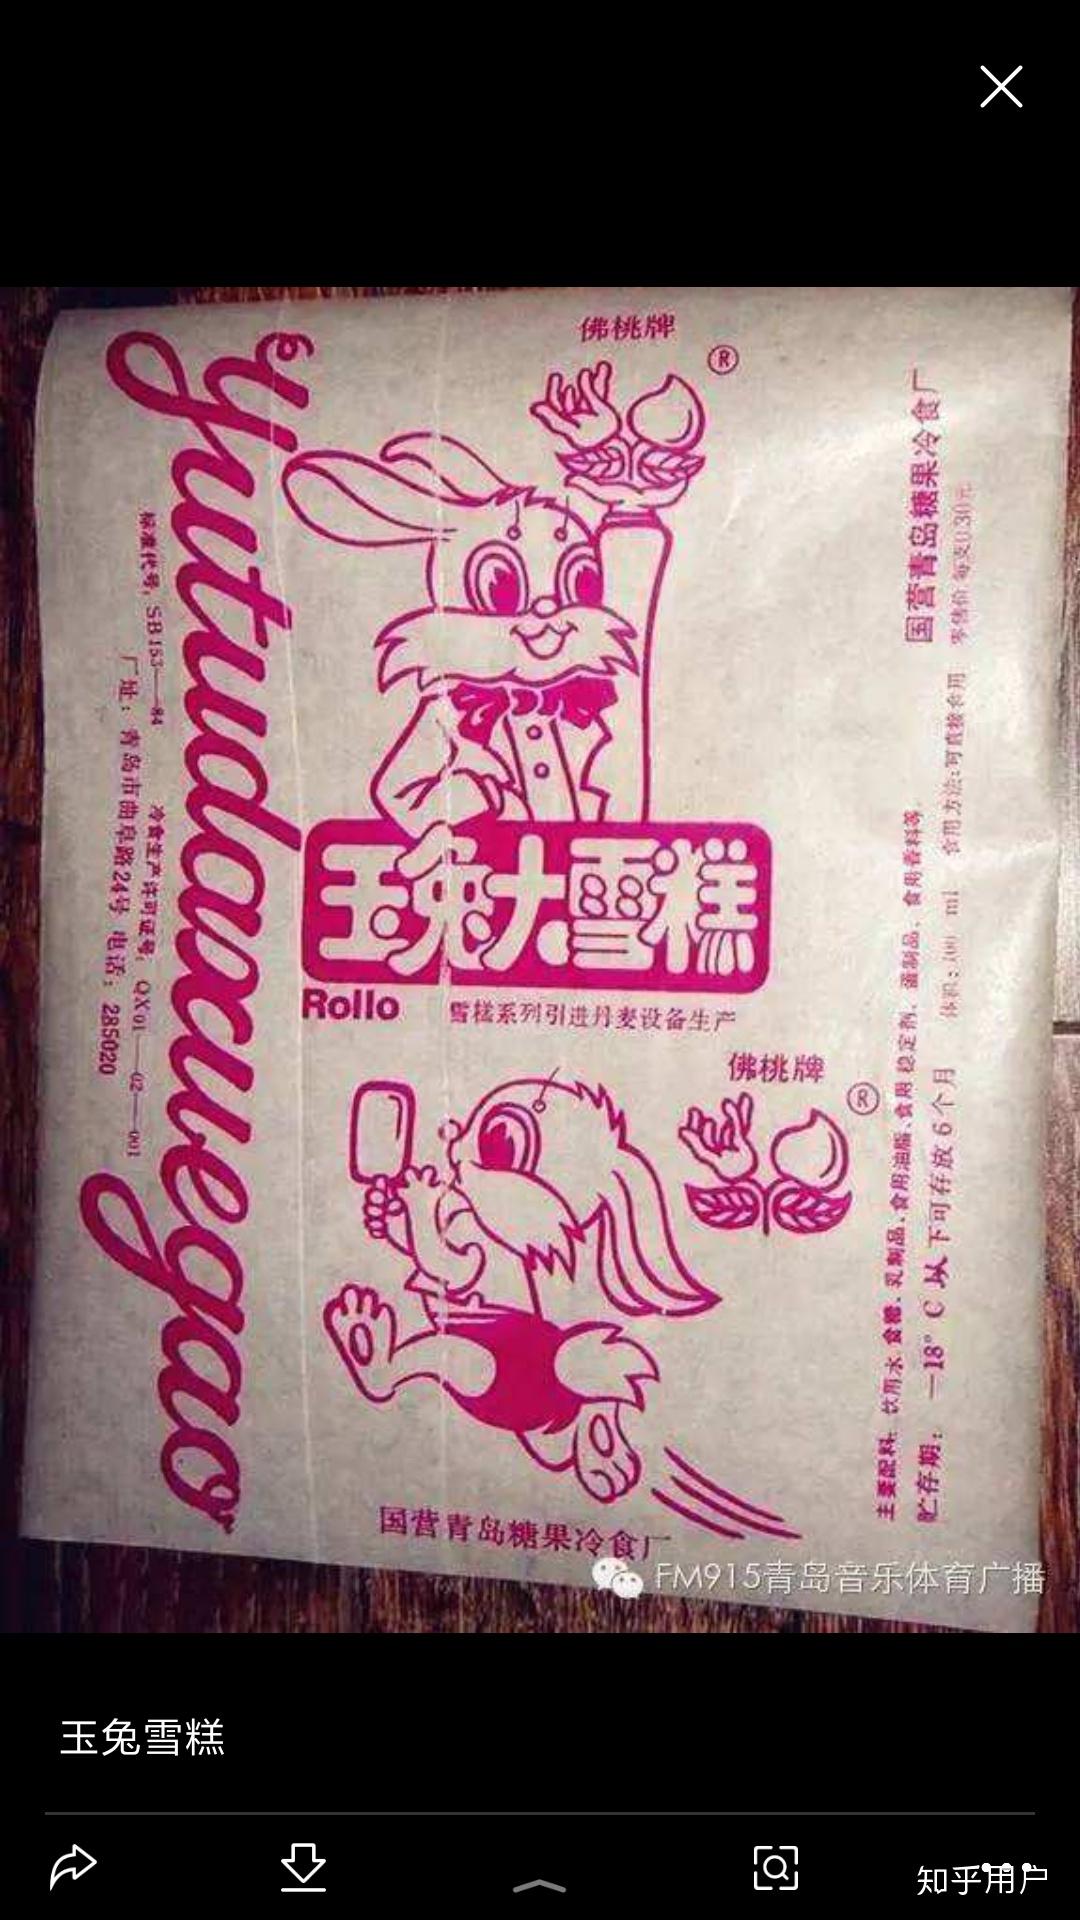 佛桃牌
®
yutudaxuegao
标准代号：SB153——84
冷食生产许可证号：QX01——02——001
厂址：青岛市曲阜路24号 电话：285020
玉兔大雪糕
Rollo
雪糕系列引进丹麦设备生产
佛桃牌
®
国营青岛糖果冷食厂
国营青岛糖果冷食厂
主要配料：饮用水、食糖、乳制品、食用油脂、食用稳定剂、蛋制品、食用香料等。
贮存期：—18°C以下可存放6个月
体积：100 ml
食用方法：可直接食用
零售价 每支0.30元
FM915青岛音乐体育广播
玉兔雪糕
知乎用户